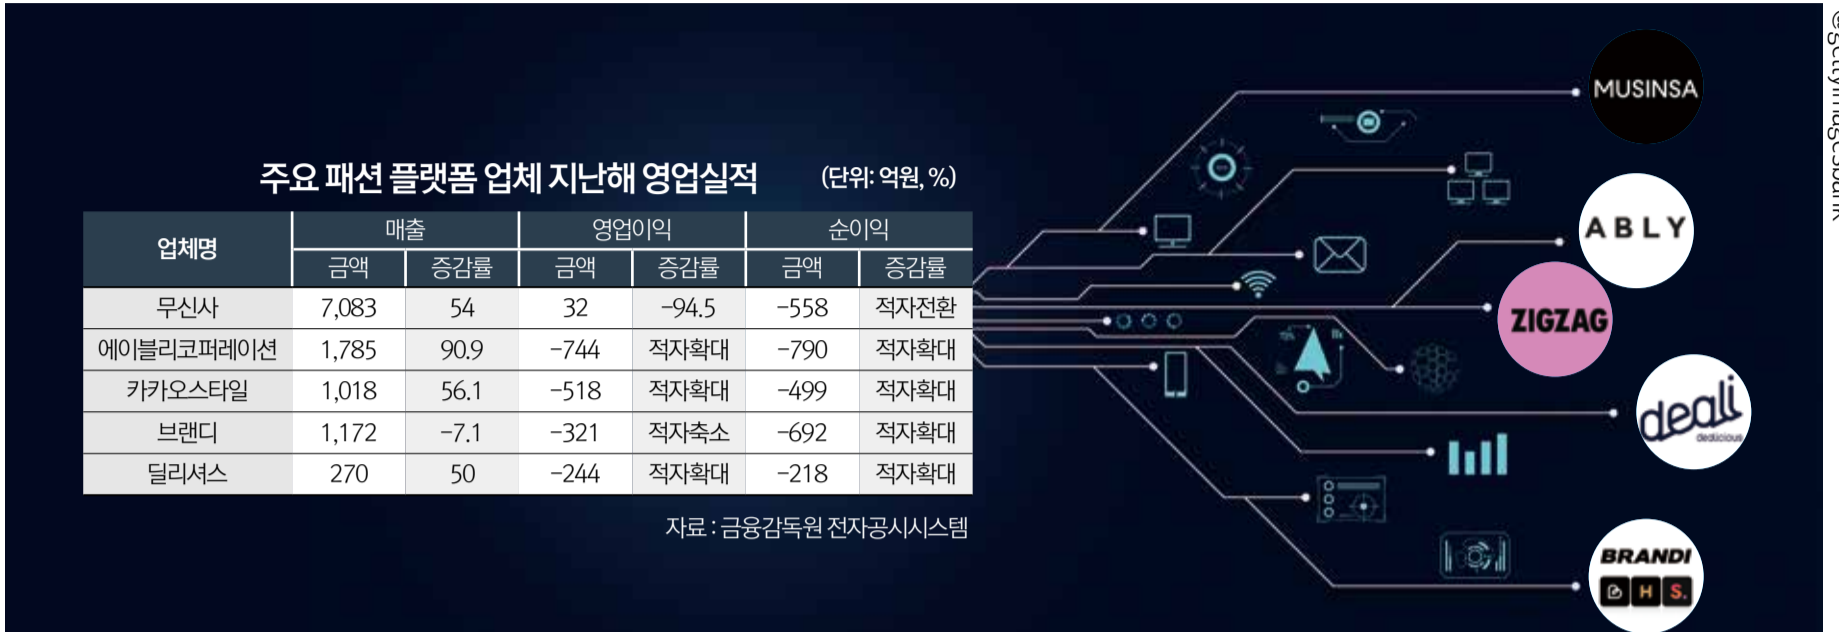 주요 패션 플랫폼 업체 지난해 영업실적 (단위: 억원, %)
업체명 매출 영업이익 순이익
금액 증감률 금액 증감률 금액 증감률
무신사 7,083 54 32 -94.5 -558 적자전환
에이블리코퍼레이션 1,785 90.9 -744 적자확대 -790 적자확대
카카오스타일 1,018 56.1 -518 적자확대 -499 적자확대
브랜디 1,172 -7.1 -321 적자축소 -692 적자확대
딜리셔스 270 50 -244 적자확대 -218 적자확대
자료 : 금융감독원 전자공시시스템
MUSINSA
ABLY
ZIGZAG
deali
dealicious
BRANDI
H S.
@gettyimagesbank